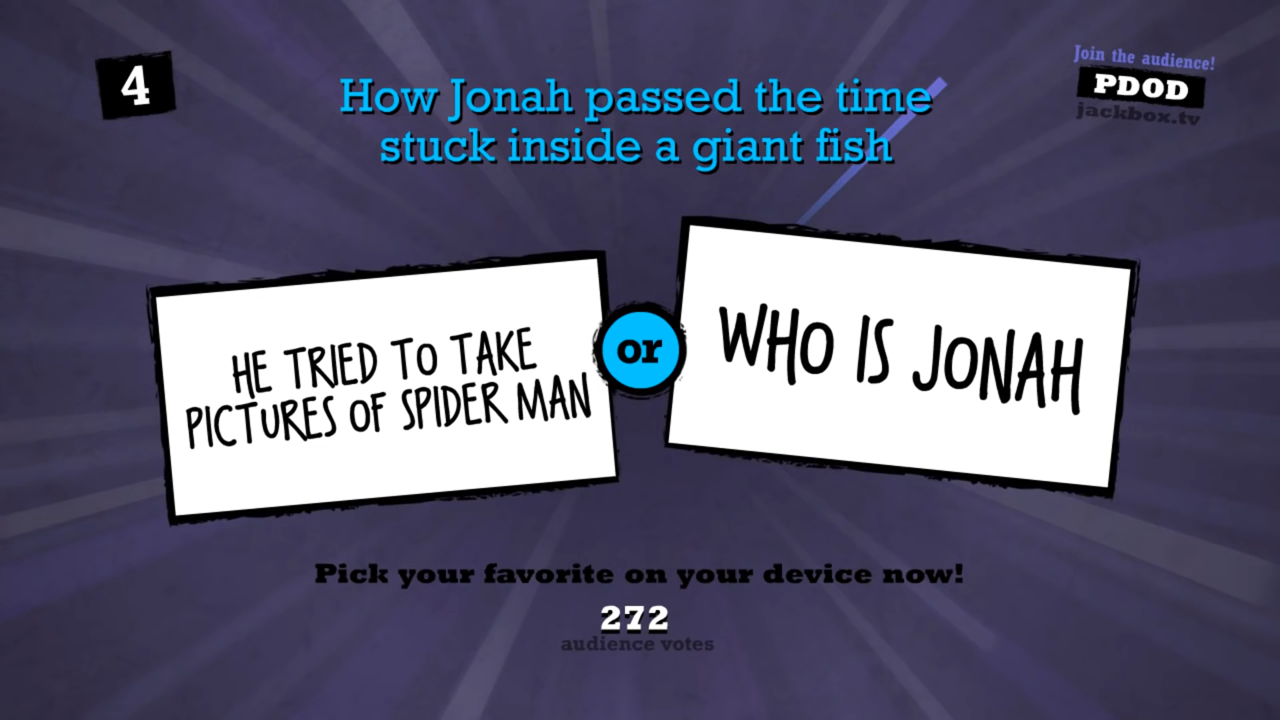 4
How Jonah passed the time
stuck inside a giant fish
Join the audience!
PDOD
jackbox.tv
HE TRIED TO TAKE
PICTURES OF SPIDER MAN
or
WHO IS JONAH
Pick your favorite on your device now!
272
audience votes